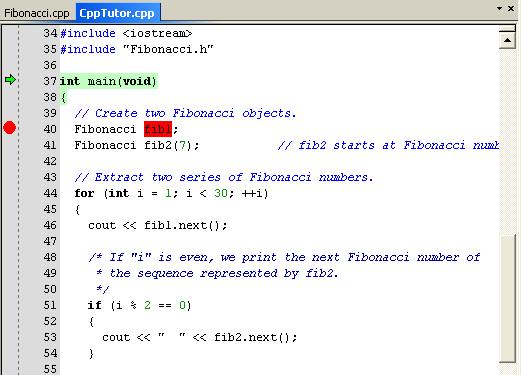 Fibonacci.cpp CppTutor.cpp
34 #include <iostream>
35 #include "Fibonacci.h"
36
37 int main(void)
38 {
39 // Create two Fibonacci objects.
40 Fibonacci fib1;
41 Fibonacci fib2(7); // fib2 starts at Fibonacci numb
42
43 // Extract two series of Fibonacci numbers.
44 for (int i = 1; i < 30; ++i)
45 {
46 cout << fib1.next();
47
48 /* If "i" is even, we print the next Fibonacci number of
49 * the sequence represented by fib2.
50 */
51 if (i % 2 == 0)
52 {
53 cout << "  " << fib2.next();
54 }
55